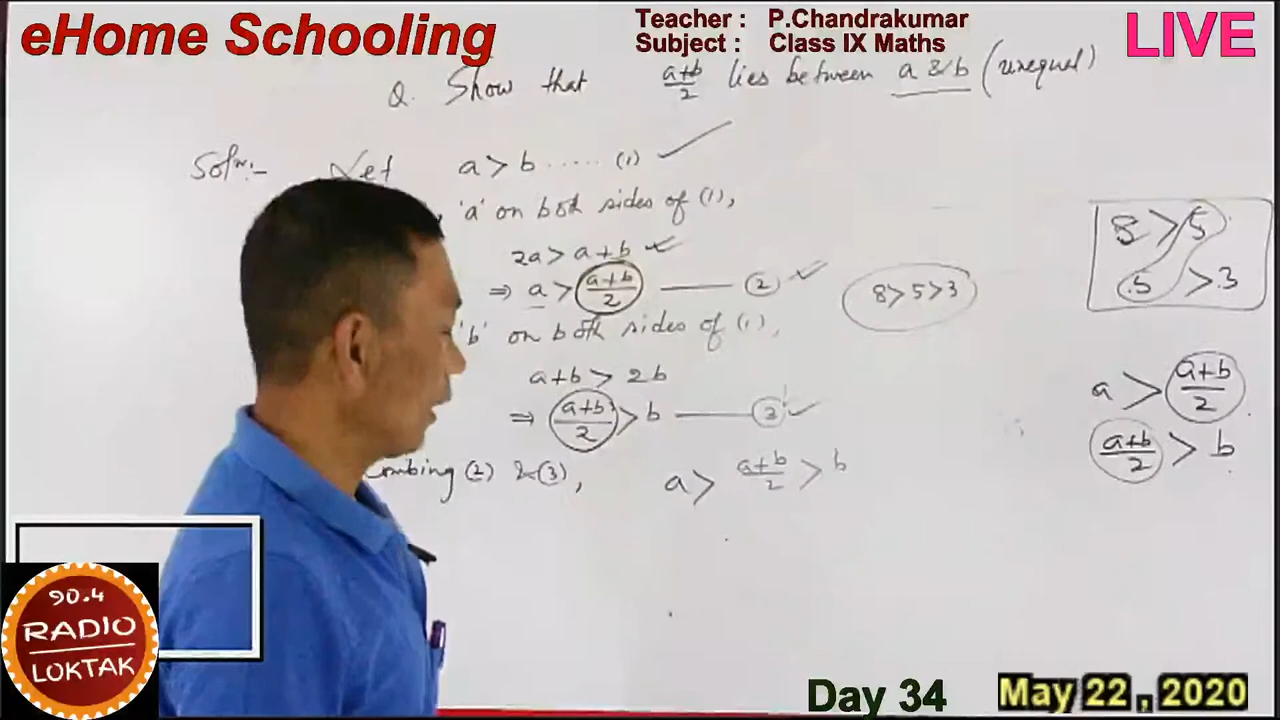 eHome Schooling
Teacher : P.Chandrakumar
Subject : Class IX Maths
LIVE
Q. Show that a+b/2 lies between a & b (unequal)
Soln:- Let a > b ...... (1)
'a' on both sides of (1),
2a > a+b
⇒ a > a+b/2 —— (2)
'b' on both sides of (1),
a+b > 2b
⇒ a+b/2 > b —— (3)
Combing (2) & (3), a > a+b/2 > b
8>5>3
8 > 5
5 > 3
a > a+b/2
a+b/2 > b
90.4
RADIO
LOKTAK
Day 34
May 22 , 2020